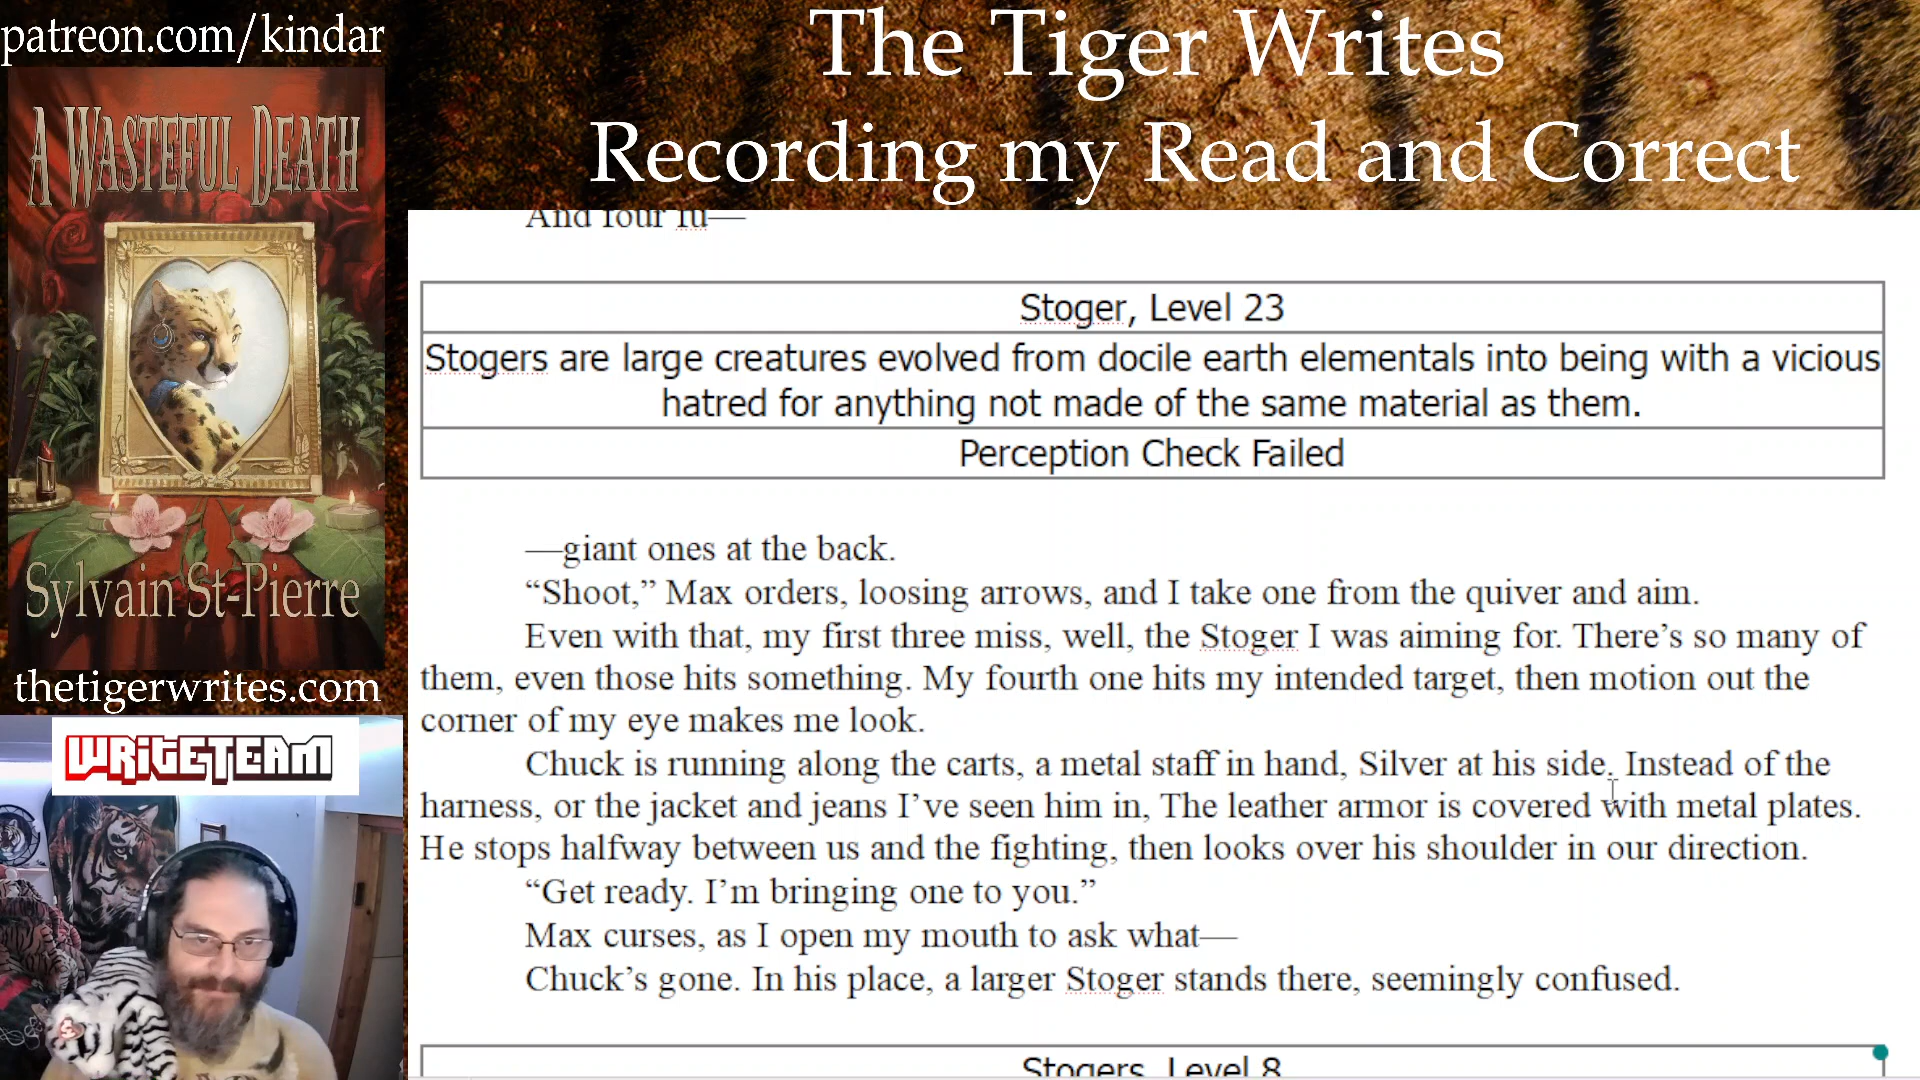 patreon.com/kindar
A WASTEFUL DEATH
Sylvain St-Pierre
thetigerwrites.com
WRITETEAM
The Tiger Writes
Recording my Read and Correct
And four fu—
Stoger, Level 23
Stogers are large creatures evolved from docile earth elementals into being with a vicious
hatred for anything not made of the same material as them.
Perception Check Failed
—giant ones at the back.
“Shoot,” Max orders, loosing arrows, and I take one from the quiver and aim.
Even with that, my first three miss, well, the Stoger I was aiming for. There’s so many of
them, even those hits something. My fourth one hits my intended target, then motion out the
corner of my eye makes me look.
Chuck is running along the carts, a metal staff in hand, Silver at his side. Instead of the
harness, or the jacket and jeans I’ve seen him in, The leather armor is covered with metal plates.
He stops halfway between us and the fighting, then looks over his shoulder in our direction.
“Get ready. I’m bringing one to you.”
Max curses, as I open my mouth to ask what—
Chuck’s gone. In his place, a larger Stoger stands there, seemingly confused.
Stogers, Level 8